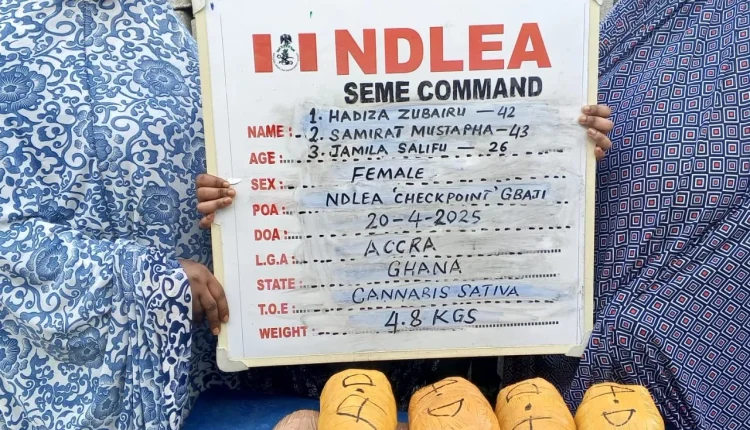 NDLEA
SEME COMMAND
1. HADIZA ZUBAIRU — 42
NAME: 2. SAMIRAT MUSTAPHA - 43
AGE: 3. JAMILA SALIFU — 26
SEX: FEMALE
POA: NDLEA 'CHECKPOINT' GBAJI
DOA: 20-4-2025
L.G.A: ACCRA
STATE: GHANA
T.O.E: CANNABIS SATIVA
WEIGHT: 4.8 KGS